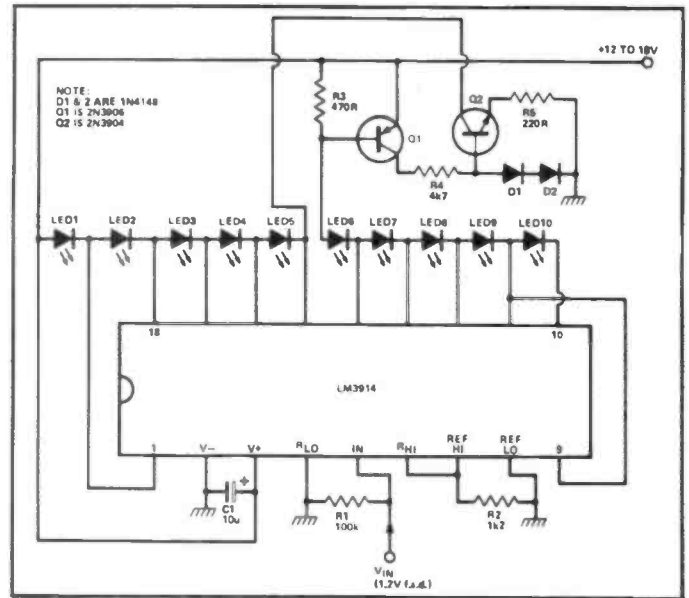 +12 TO 18V
NOTE:
D1 & 2 ARE 1N4148
Q1 IS 2N3906
Q2 IS 2N3904
R3
470R
Q1
Q2
R5
220R
R4
4k7
D1
D2
LED1
LED2
LED3
LED4
LED5
LED6
LED7
LED8
LED9
LED10
18
10
LM3914
1
V−
V+
RLO
IN
RHI
REF
HI
REF
LO
9
C1
10u
+
R1
100k
R2
1k2
VIN
(1.2V f.s.d.)